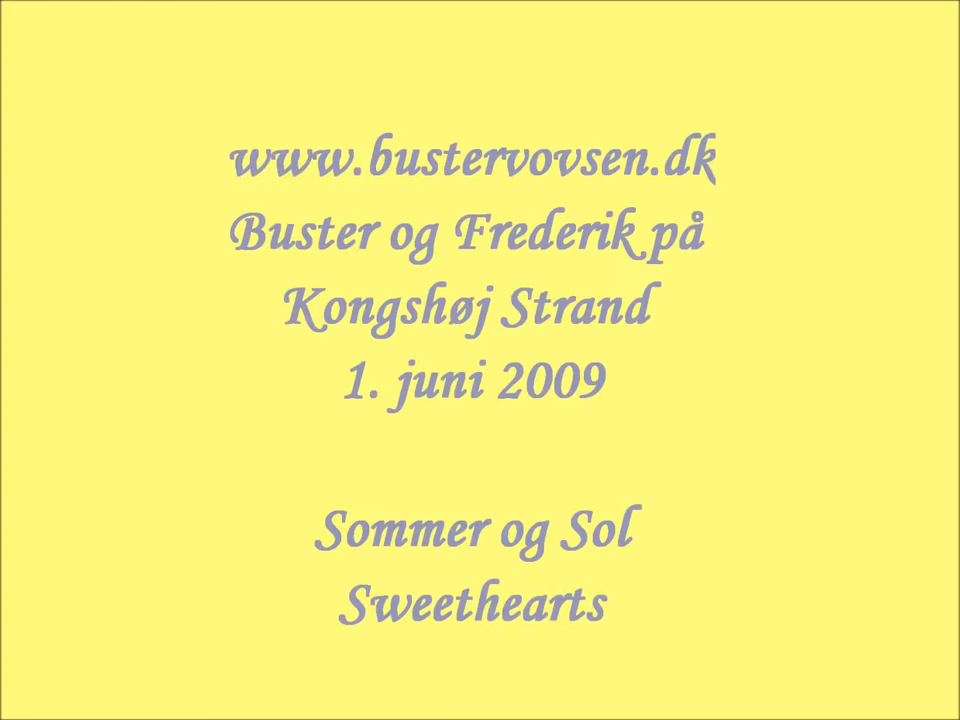 www.bustervovsen.dk
Buster og Frederik på
Kongshøj Strand
1. juni 2009
Sommer og Sol
Sweethearts